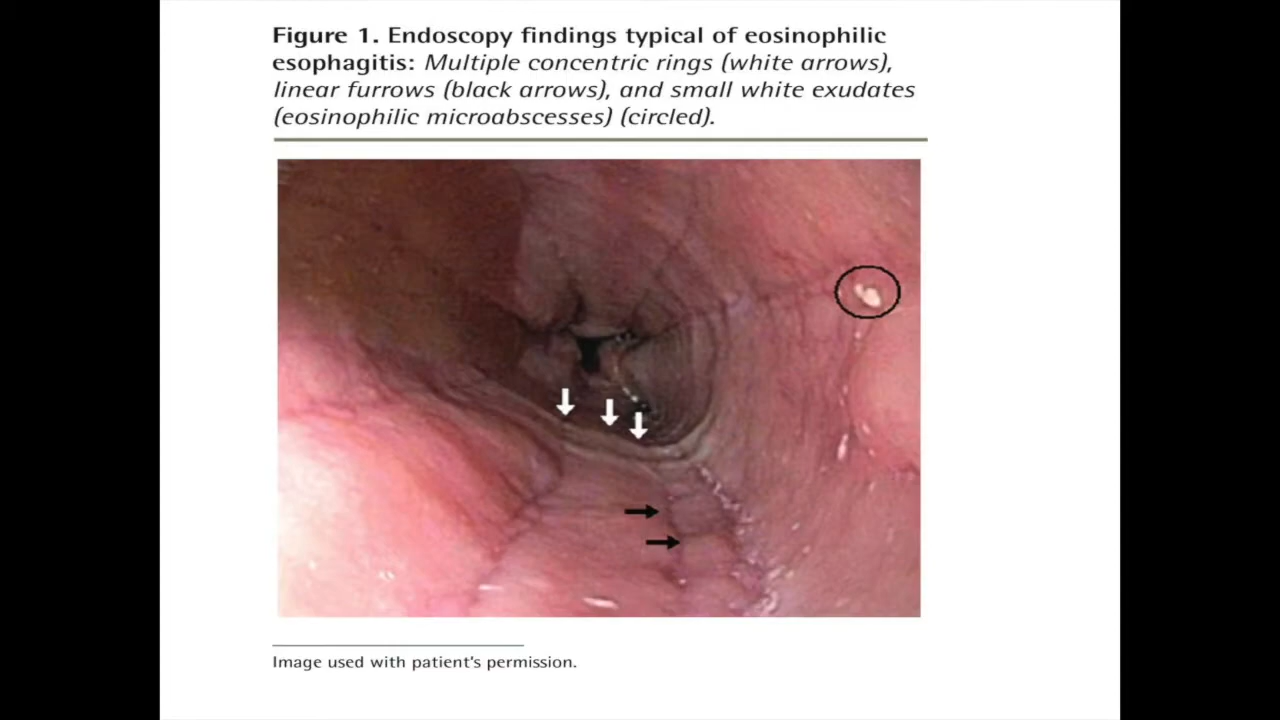 Figure 1. Endoscopy findings typical of eosinophilic
esophagitis: Multiple concentric rings (white arrows),
linear furrows (black arrows), and small white exudates
(eosinophilic microabscesses) (circled).
Image used with patient's permission.